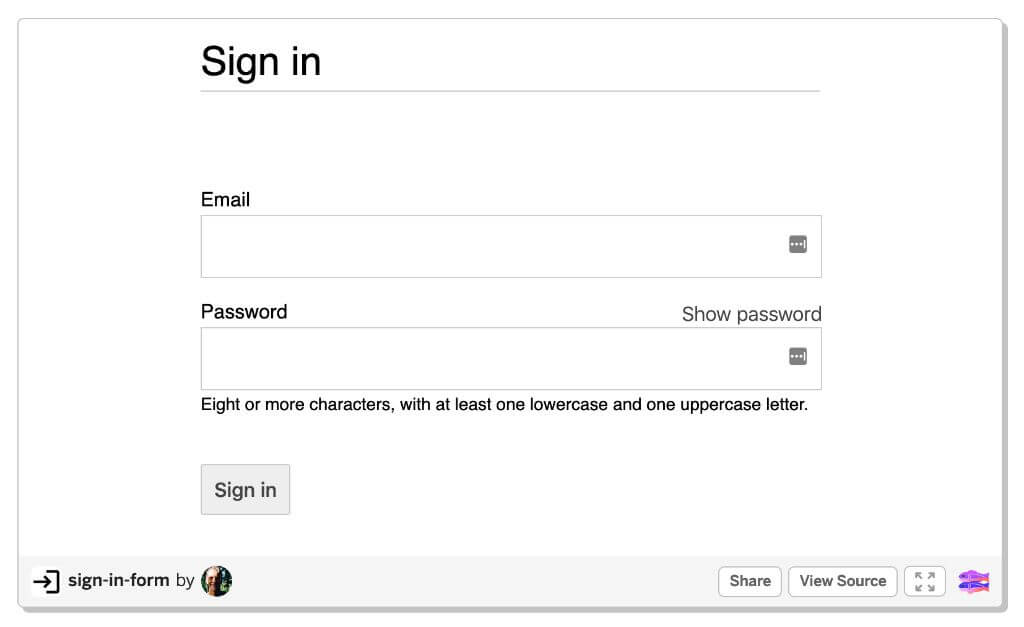 Sign in
Email
Password Show password
Eight or more characters, with at least one lowercase and one uppercase letter.
Sign in
sign-in-form by Share View Source